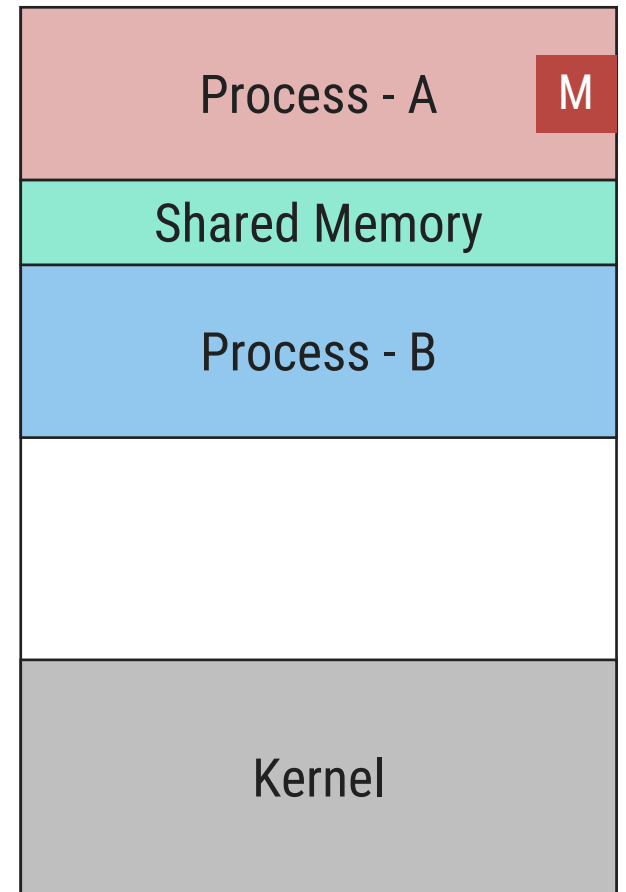 Process - A
M
Shared Memory
Process - B
Kernel